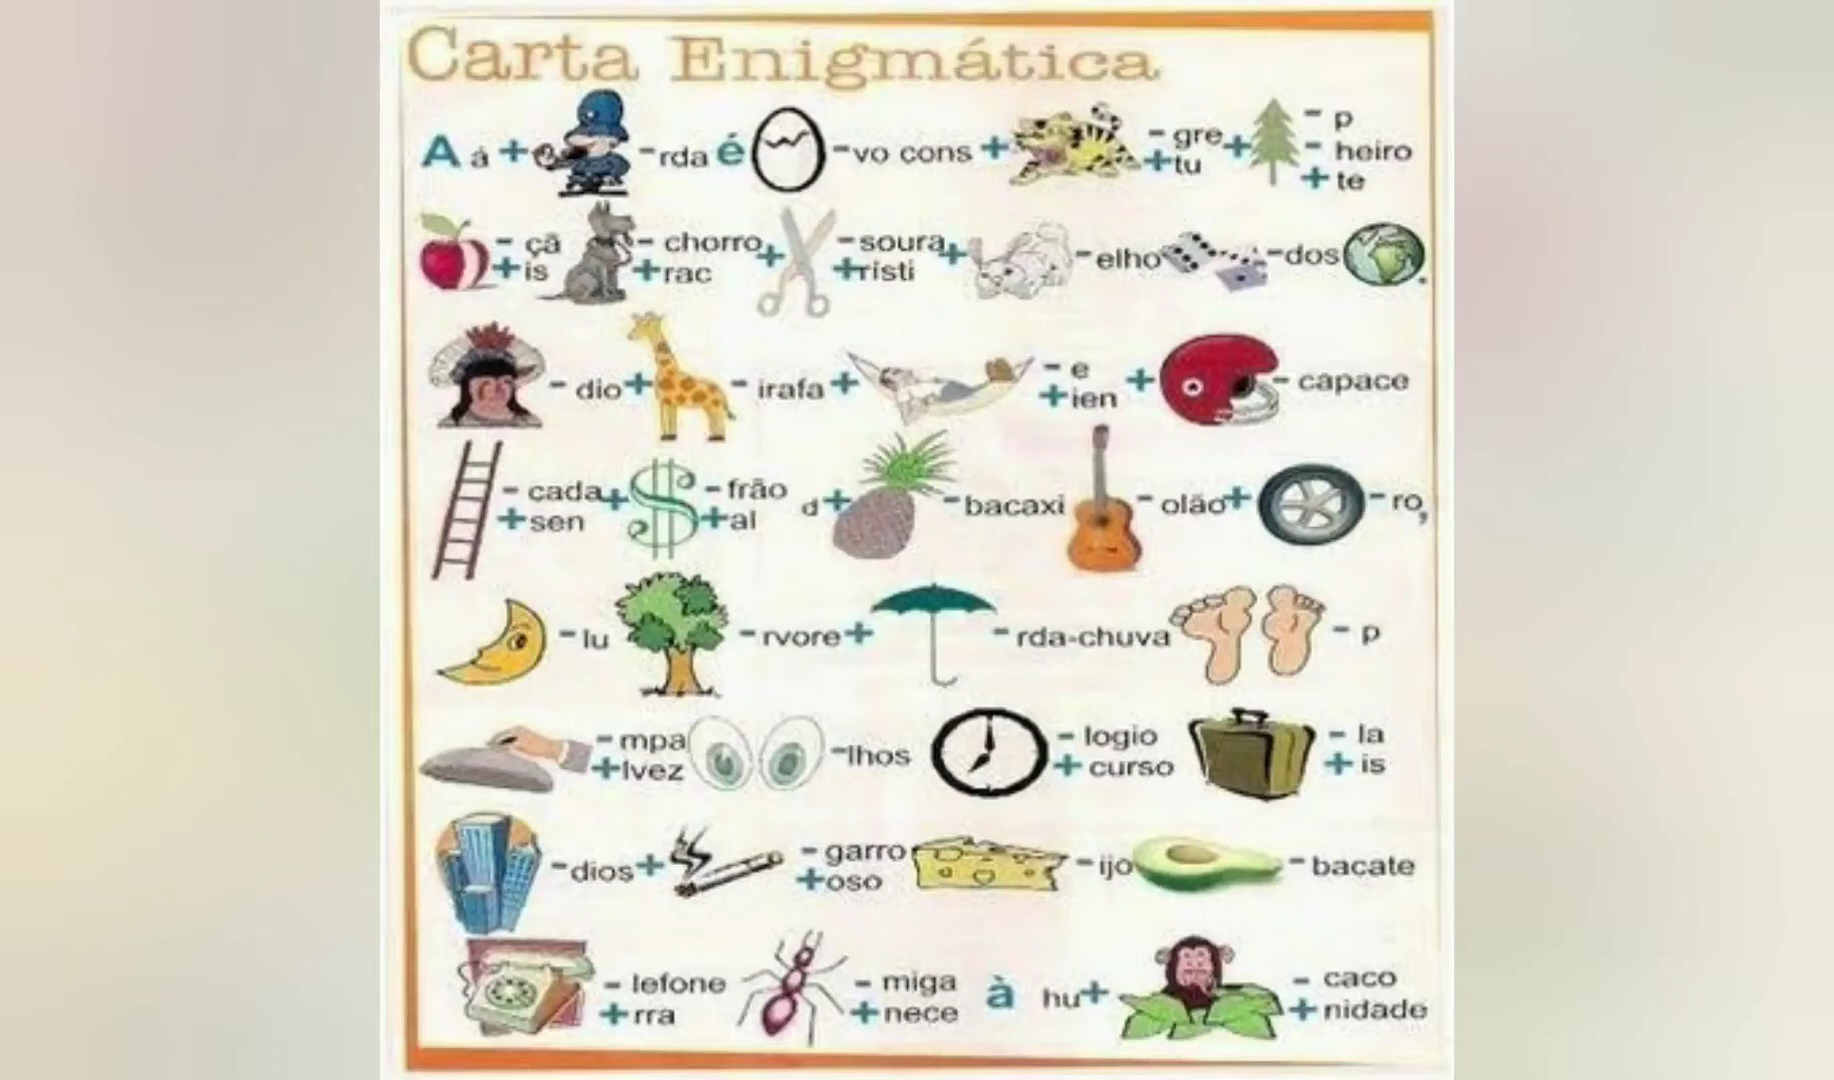 Carta Enigmática
A á + -rda é -vo cons + - gre + tu + - p - heiro + te
- çã + is - chorro + rac + - soura + risti + - elho - dos .
- dio + - irafa + - e + ien + - capace
- cada + sen + $ - frão + al d + - bacaxi - olão + - ro,
- lu - rvore + - rda-chuva - p
- mpa + lvez - lhos - logio + curso - la + is
- dios + - garro + oso - ijo - bacate
- lefone + rra - miga + nece à hu + - caco + nidade